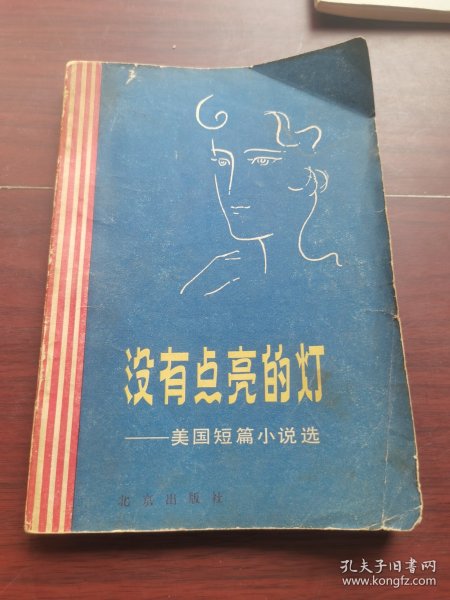 没有点亮的灯
——美国短篇小说选
北京出版社
孔夫子旧书网
www.kongfz.com